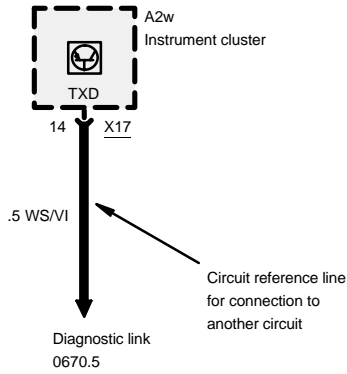 A2w
Instrument cluster
TXD
14 X17
.5 WS/VI
Circuit reference line
for connection to
another circuit
Diagnostic link
0670.5